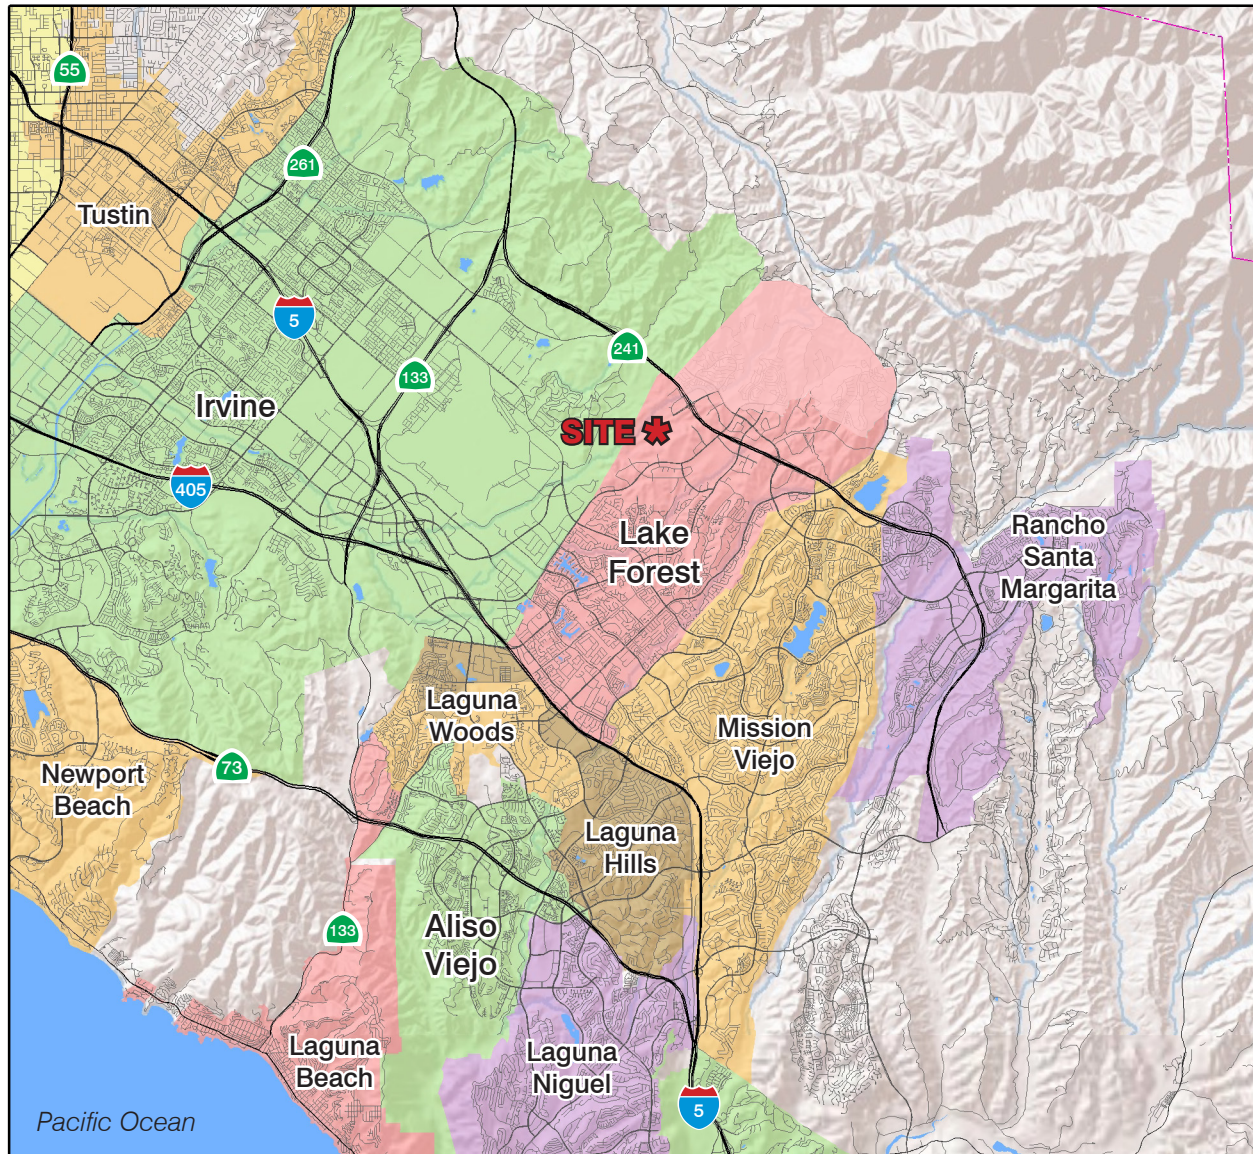 55
261
Tustin
5
241
133
Irvine
SITE *
405
Lake
Forest
Rancho
Santa
Margarita
Laguna
Woods
Mission
Viejo
73
Newport
Beach
Laguna
Hills
133
Aliso
Viejo
Laguna
Beach
Laguna
Niguel
5
Pacific Ocean